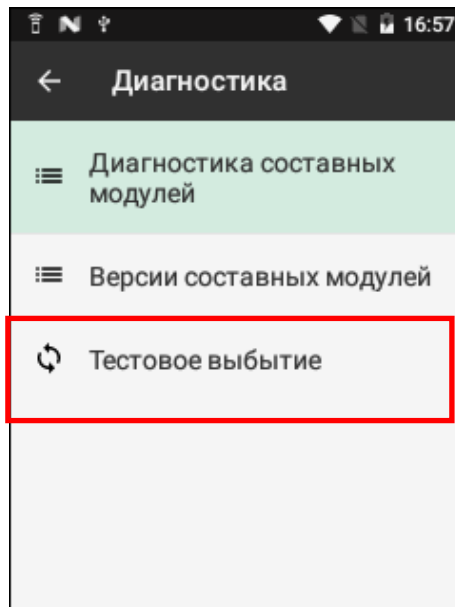 16:57
Диагностика
Диагностика составных
модулей
Версии составных модулей
Тестовое выбытие